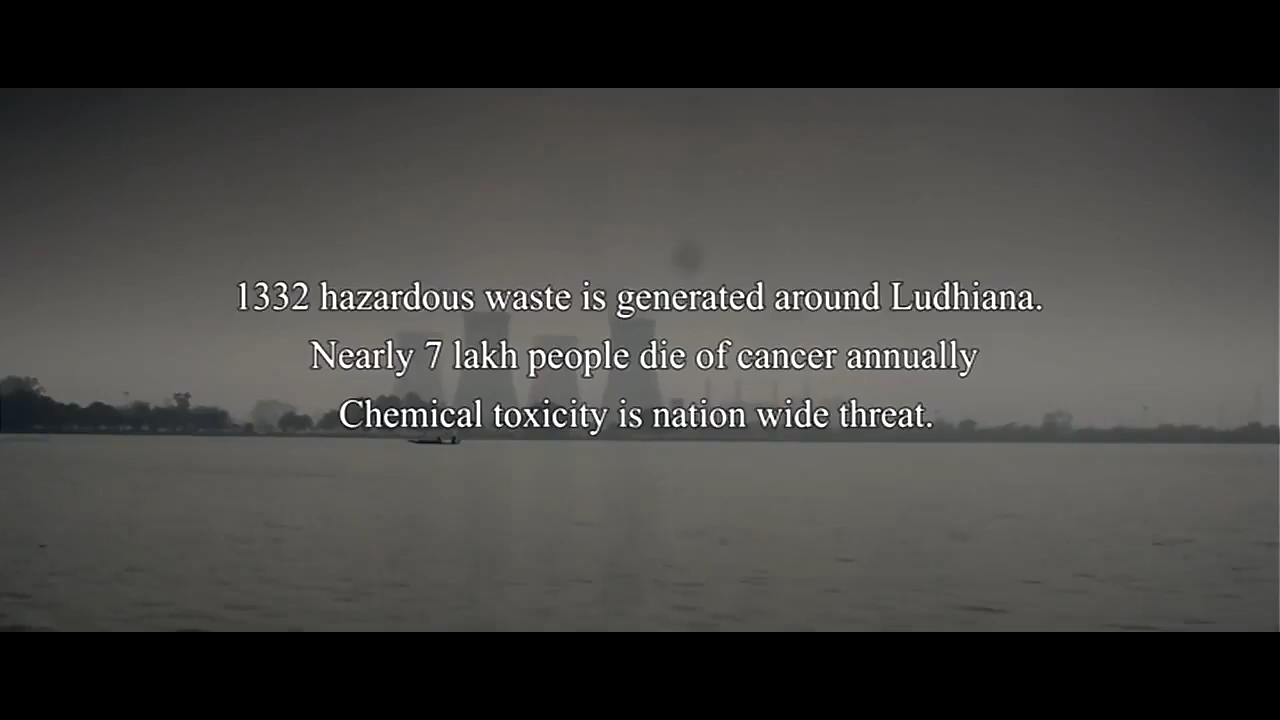 1332 hazardous waste is generated around Ludhiana.
Nearly 7 lakh people die of cancer annually
Chemical toxicity is nation wide threat.